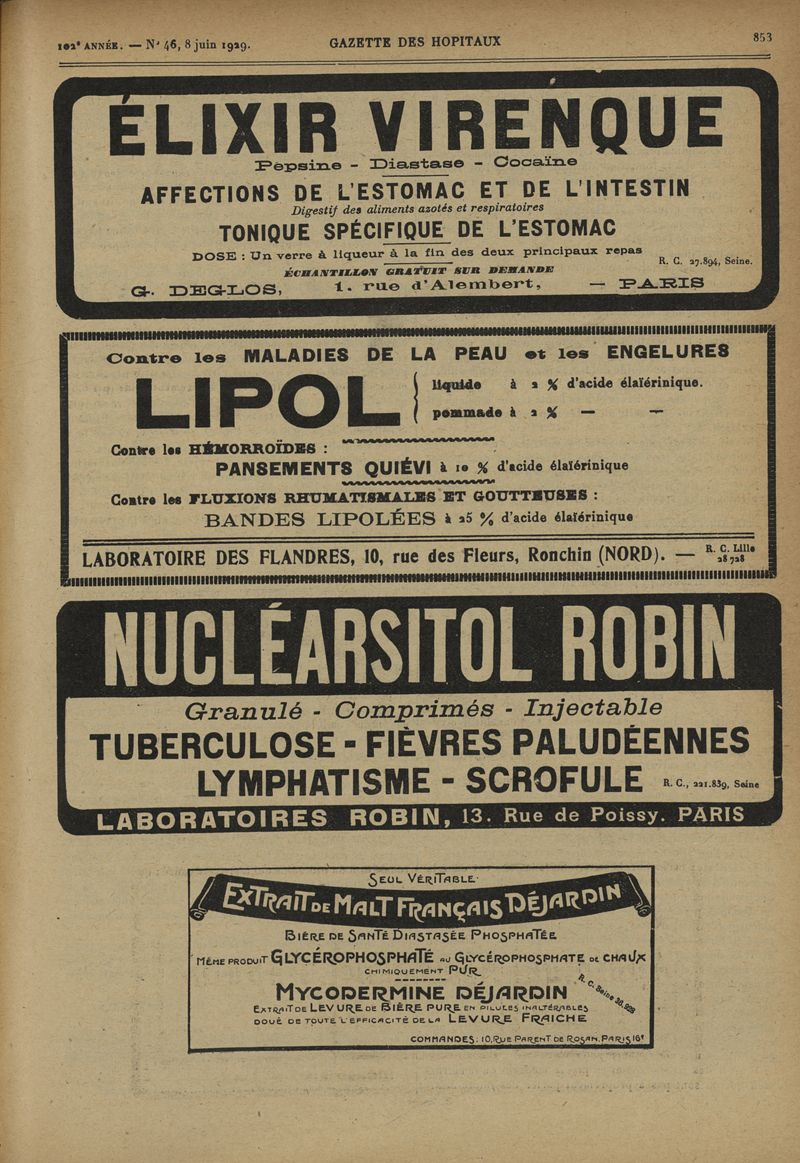 102e ANNÉE. — No 46, 8 juin 1929. GAZETTE DES HOPITAUX 853
ÉLIXIR VIRENQUE
Pepsine - Diastase - Cocaïne
AFFECTIONS DE L'ESTOMAC ET DE L'INTESTIN
Digestif des aliments azotés et respiratoires
TONIQUE SPÉCIFIQUE DE L'ESTOMAC
DOSE : Un verre à liqueur à la fin des deux principaux repas
R. C. 27.894, Seine.
ÉCHANTILLON GRATUIT SUR DEMANDE
G. DEGLOS, 1. rue d'Alembert, — PARIS
Contre les MALADIES DE LA PEAU et les ENGELURES
LIPOL { liquide à 2 % d'acide élaïérinique.
pommade à 2 % — —
Contre les HÉMORROÏDES :
PANSEMENTS QUIÉVI à 10 % d'acide élaïérinique
Contre les FLUXIONS RHUMATISMALES ET GOUTTEUSES :
BANDES LIPOLÉES à 25 % d'acide élaïérinique
LABORATOIRE DES FLANDRES, 10, rue des Fleurs, Ronchin (NORD). — R. C. Lille 28728
NUCLÉARSITOL ROBIN
Granulé - Comprimés - Injectable
TUBERCULOSE - FIÈVRES PALUDÉENNES
LYMPHATISME - SCROFULE R. C., 221.839, Seine
LABORATOIRES ROBIN, 13. Rue de Poissy. PARIS
SEUL VÉRITABLE
EXTRAIT DE MALT FRANÇAIS DÉJARDIN
BIÈRE DE SANTÉ DIASTASÉE PHOSPHATÉE
MÊME PRODUIT GLYCÉROPHOSPHATÉ AU GLYCÉROPHOSPHATE DE CHAUX
CHIMIQUEMENT PUR
MYCODERMINE DÉJARDIN
R. C. Seine 36.929
EXTRAIT DE LEVURE DE BIÈRE PURE EN PILULES INALTÉRABLES
DOUÉ DE TOUTE L'EFFICACITÉ DE LA LEVURE FRAICHE
COMMANDES : 10, RUE PARENT DE ROSAN. PARIS 16e